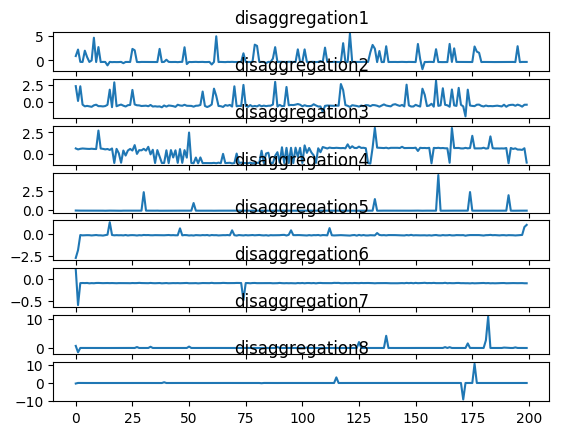 disaggregation1
5
0
disaggregation2
2.5
0.0
disaggregation3
2.5
0.0
disaggregation4
2.5
0.0
disaggregation5
0.0
−2.5
disaggregation6
0.0
−0.5
disaggregation7
10
0
disaggregation8
10
0
−10
0 25 50 75 100 125 150 175 200